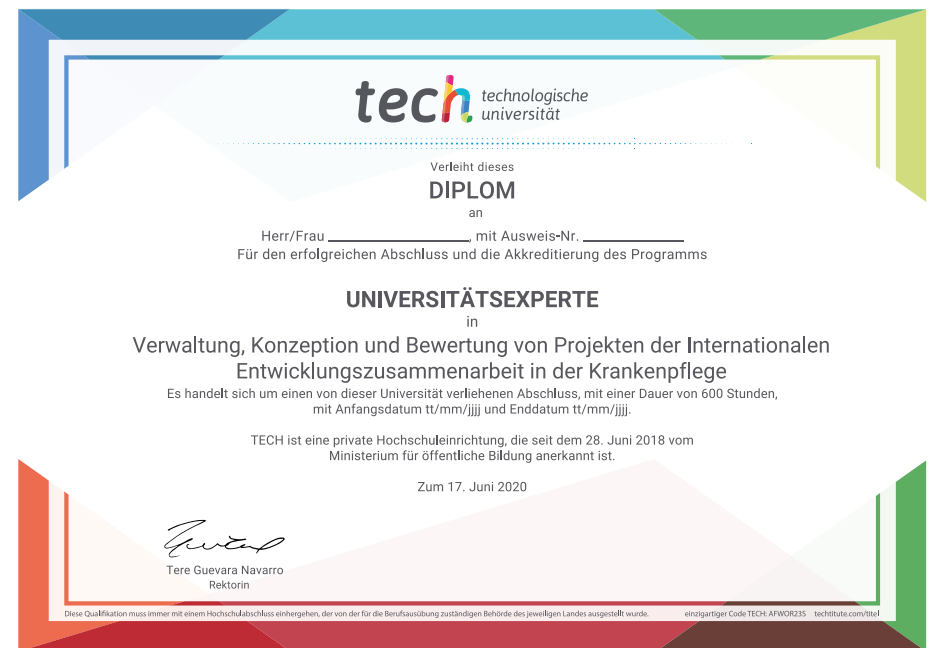 tech technologische
universität
Verleiht dieses
DIPLOM
an
Herr/Frau ____________________, mit Ausweis-Nr. ______________
Für den erfolgreichen Abschluss und die Akkreditierung des Programms
UNIVERSITÄTSEXPERTE
in
Verwaltung, Konzeption und Bewertung von Projekten der Internationalen
Entwicklungszusammenarbeit in der Krankenpflege
Es handelt sich um einen von dieser Universität verliehenen Abschluss, mit einer Dauer von 600 Stunden,
mit Anfangsdatum tt/mm/jjjj und Enddatum tt/mm/jjjj.
TECH ist eine private Hochschuleinrichtung, die seit dem 28. Juni 2018 vom
Ministerium für öffentliche Bildung anerkannt ist.
Zum 17. Juni 2020
Tere Guevara Navarro
Rektorin
Diese Qualifikation muss immer mit einem Hochschulabschluss einhergehen, der von der für die Berufsausübung zuständigen Behörde des jeweiligen Landes ausgestellt wurde. einzigartiger Code TECH: AFWOR23S techtitute.com/titel